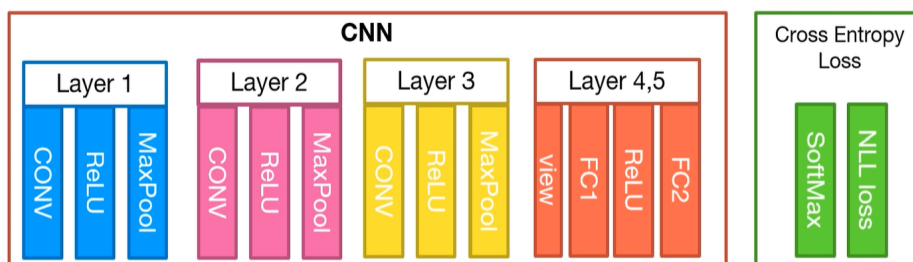 CNN
Layer 1
CONV
ReLU
MaxPool
Layer 2
CONV
ReLU
MaxPool
Layer 3
CONV
ReLU
MaxPool
Layer 4,5
view
FC1
ReLU
FC2
Cross Entropy
Loss
SoftMax
NLL loss